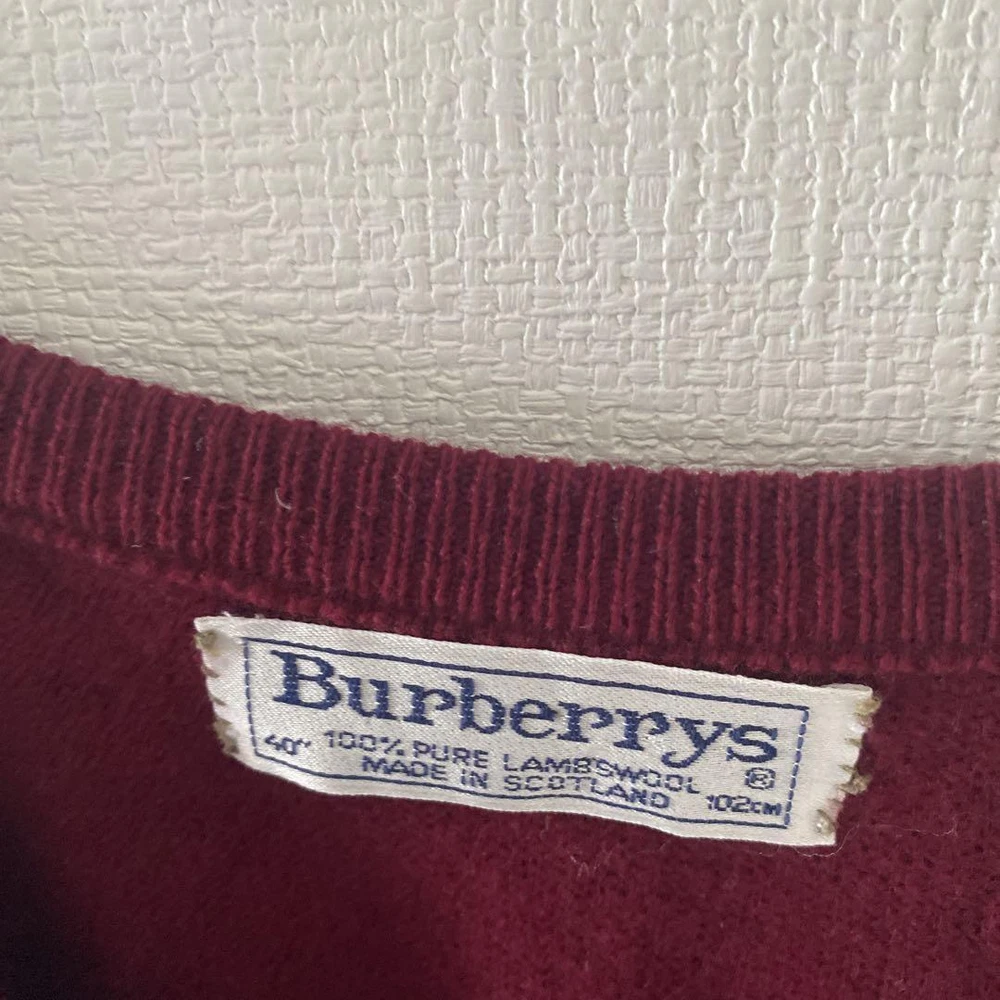 Burberrys
®
40" 100% PURE LAMBSWOOL
MADE IN SCOTLAND 102cm